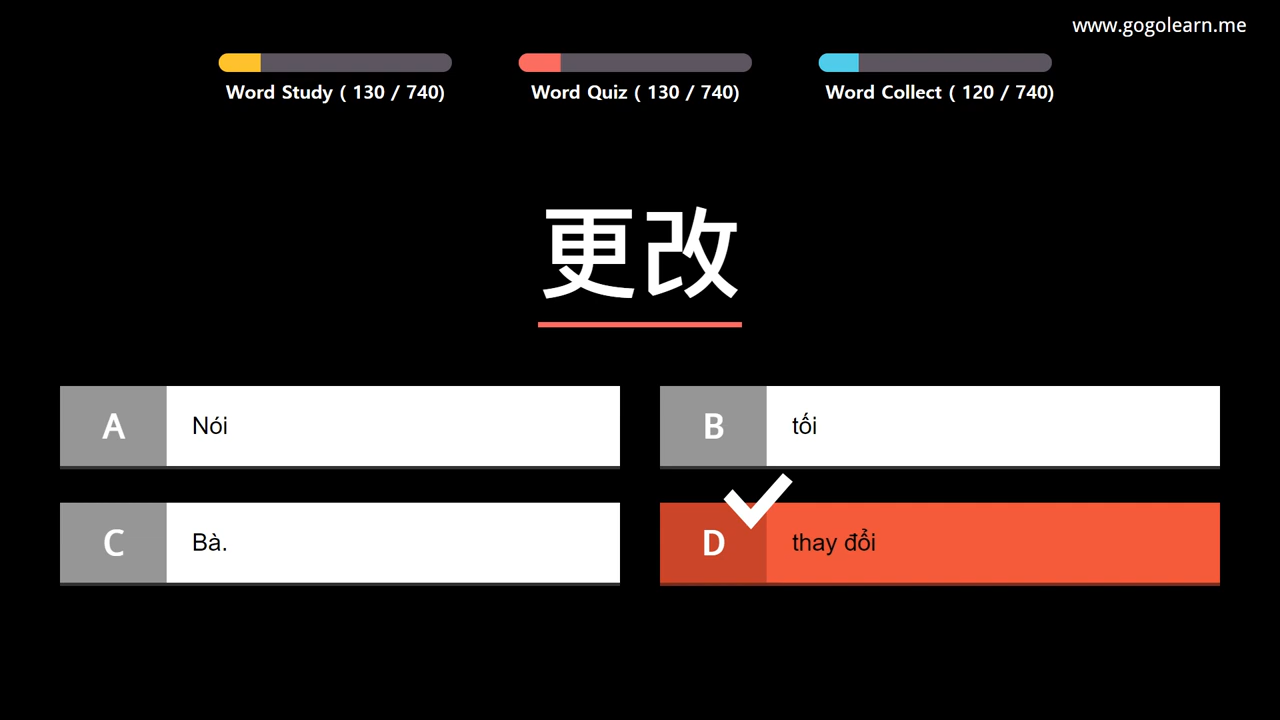 www.gogolearn.me
Word Study ( 130 / 740)
Word Quiz ( 130 / 740)
Word Collect ( 120 / 740)
更改
A Nói
B tối
C Bà.
D thay đổi